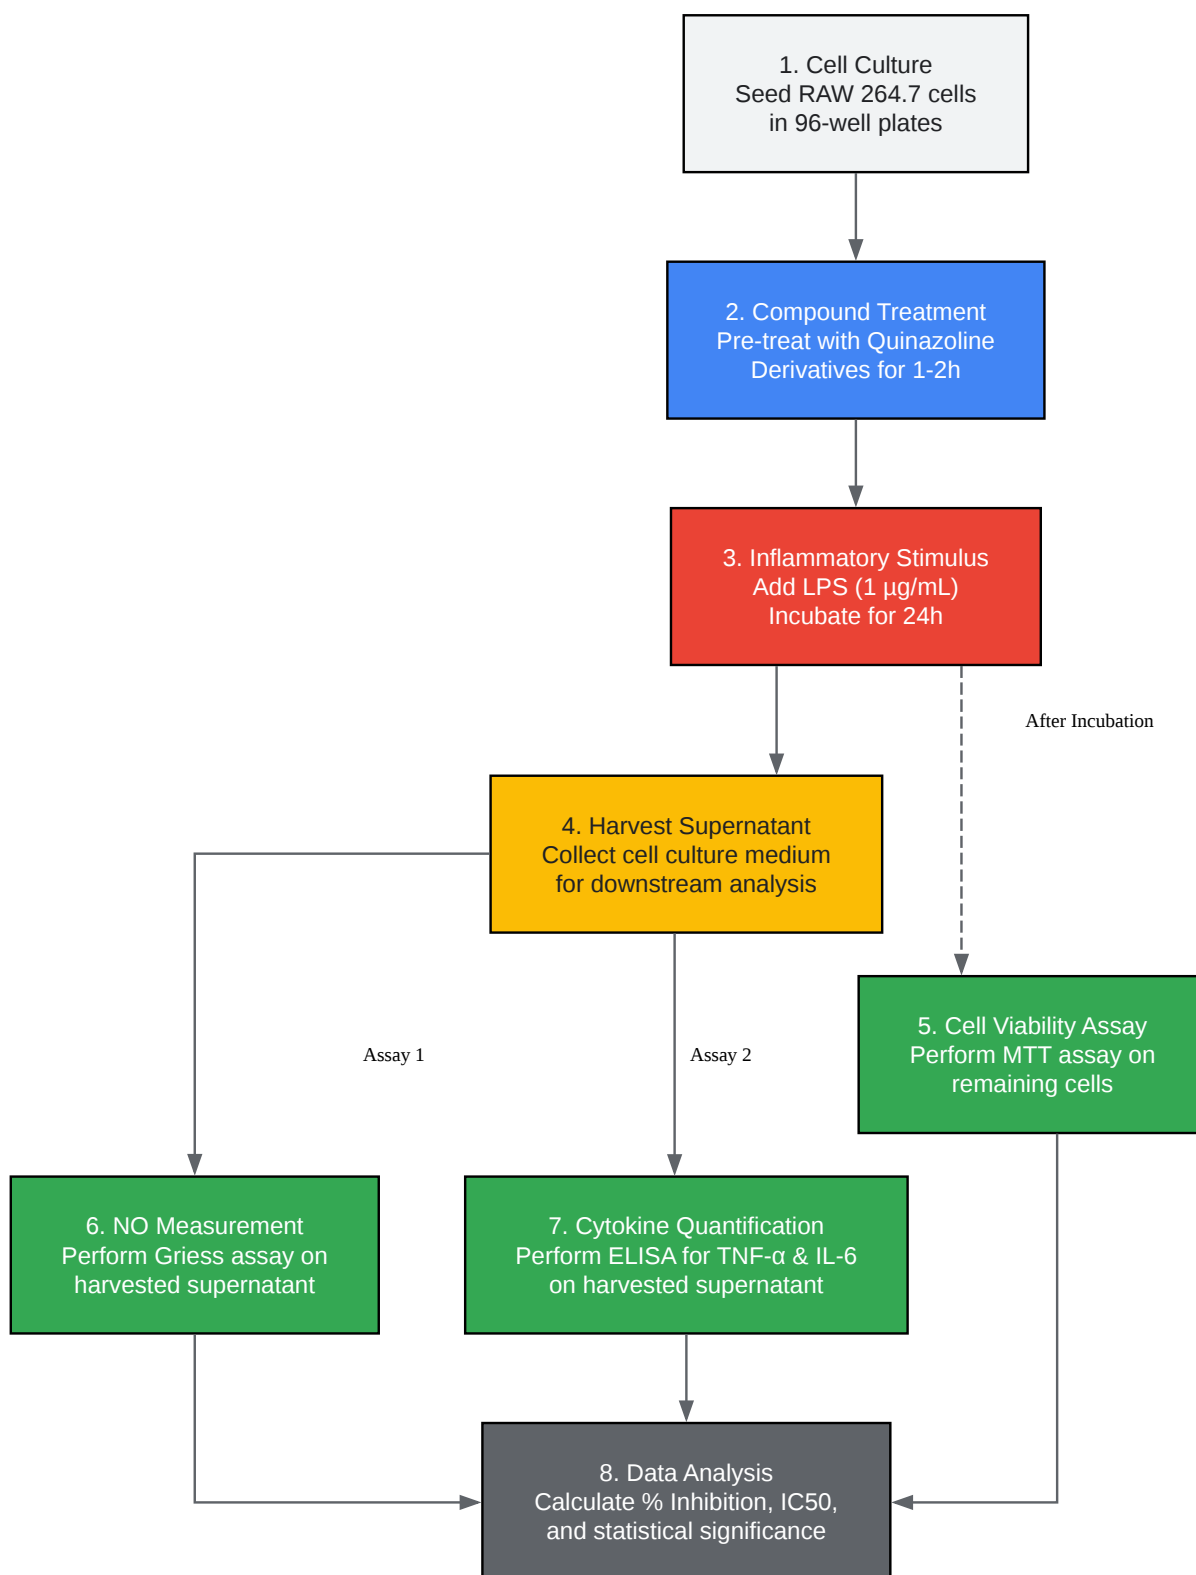 1. Cell Culture
Seed RAW 264.7 cells
in 96-well plates
2. Compound Treatment
Pre-treat with Quinazoline
Derivatives for 1-2h
3. Inflammatory Stimulus
Add LPS (1 µg/mL)
Incubate for 24h
After Incubation
4. Harvest Supernatant
Collect cell culture medium
for downstream analysis
5. Cell Viability Assay
Perform MTT assay on
remaining cells
Assay 1
Assay 2
6. NO Measurement
Perform Griess assay on
harvested supernatant
7. Cytokine Quantification
Perform ELISA for TNF-α & IL-6
on harvested supernatant
8. Data Analysis
Calculate % Inhibition, IC50,
and statistical significance